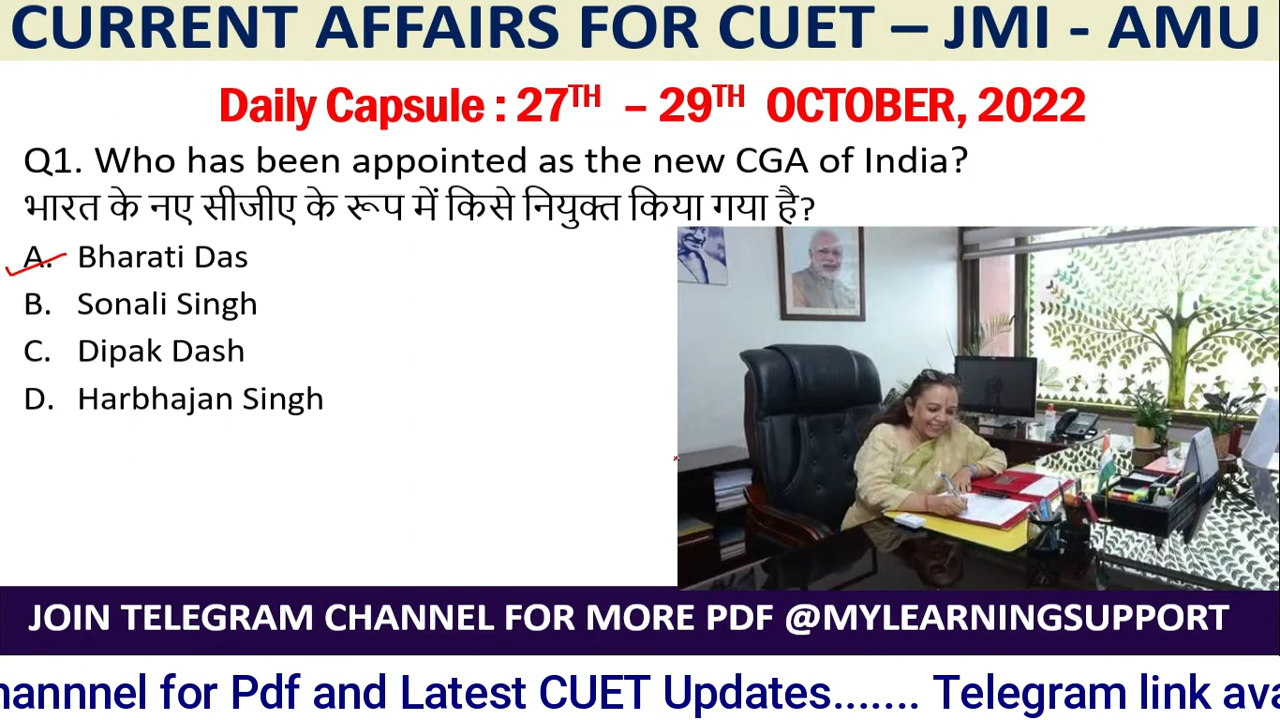 CURRENT AFFAIRS FOR CUET – JMI - AMU
Daily Capsule : 27TH – 29TH OCTOBER, 2022
Q1. Who has been appointed as the new CGA of India?
भारत के नए सीजीए के रूप में किसे नियुक्त किया गया है?
A. Bharati Das
B. Sonali Singh
C. Dipak Dash
D. Harbhajan Singh
JOIN TELEGRAM CHANNEL FOR MORE PDF @MYLEARNINGSUPPORT
for Pdf and Latest CUET Updates....... Telegram link